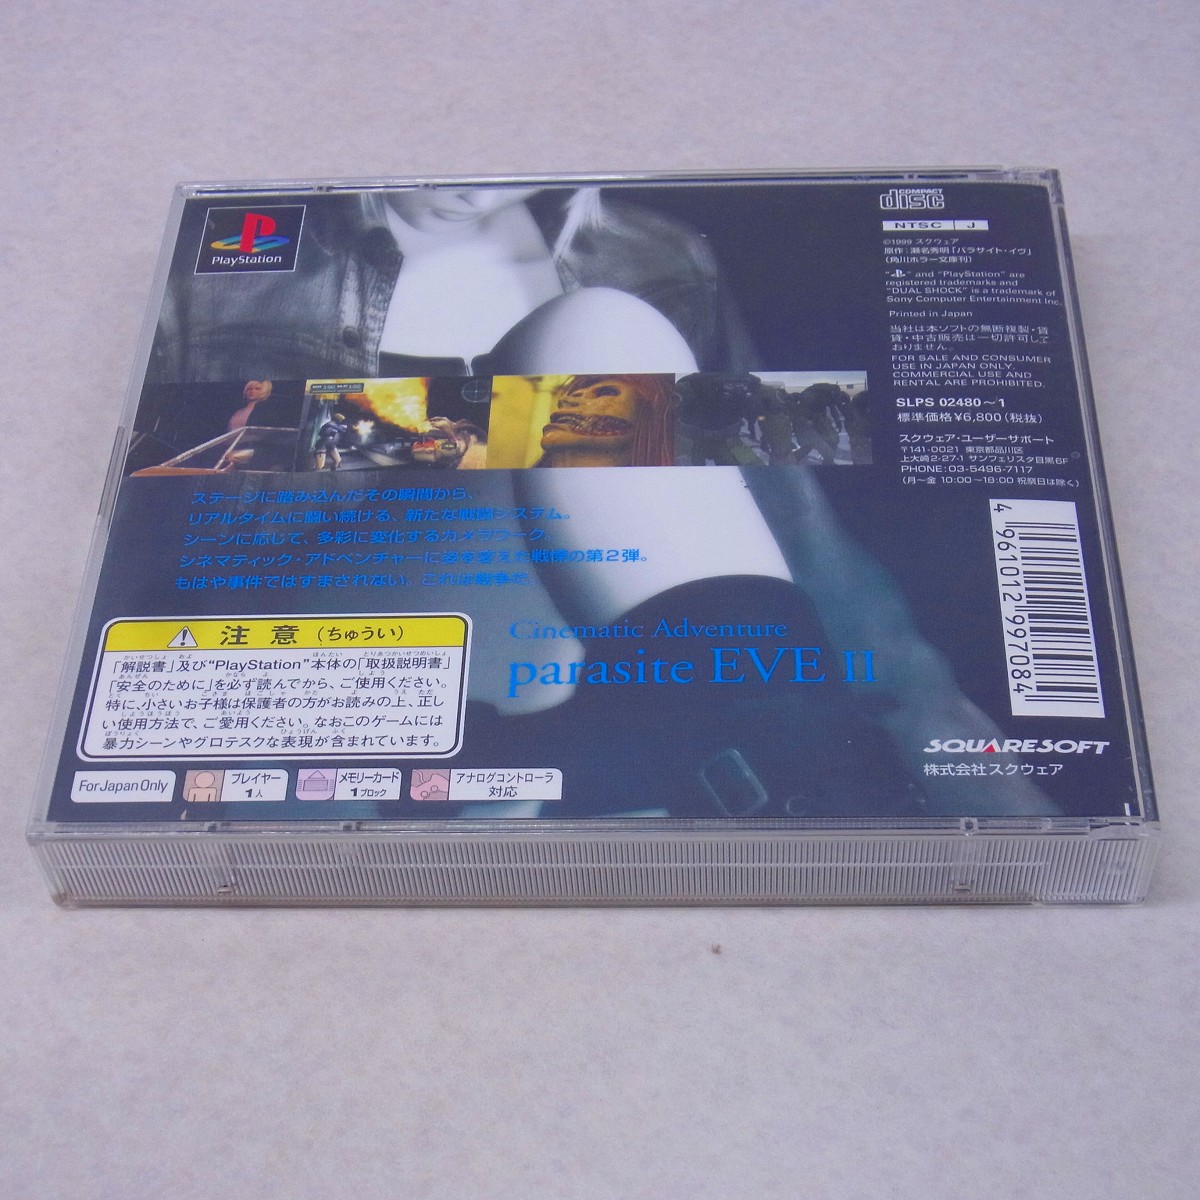 PlayStation
COMPACT
disc
NTSC J
©1999 スクウェア
原作：瀬名秀明「パラサイト・イヴ」
（角川ホラー文庫刊）
" " and "PlayStation" are
registered trademarks and
"DUAL SHOCK" is a trademark of
Sony Computer Entertainment Inc.
Printed in Japan
当社は本ソフトの無断複製・賃
貸・中古販売は一切許可して
おりません。
FOR SALE AND CONSUMER
USE IN JAPAN ONLY.
COMMERCIAL USE AND
RENTAL ARE PROHIBITED.
SLPS 02480～1
標準価格¥6,800（税抜）
スクウェア・ユーザーサポート
〒141-0021 東京都品川区
上大崎2-27-1 サンフェリスタ目黒6F
PHONE: 03-5496-7117
（月～金 10:00～18:00 祝祭日は除く）
ステージに踏み込んだその瞬間から、
リアルタイムに闘い続ける、新たな戦闘システム。
シーンに応じて、多彩に変化するカメラワーク。
シネマティック・アドベンチャーに姿を変えた戦慄の第2弾。
もはや事件ではすまされない。これは戦争だ。
4 961012 997084
Cinematic Adventure
parasite EVE II
注意（ちゅうい）
「解説書」及び"PlayStation"本体の「取扱説明書」
「安全のために」を必ず読んでから、ご使用ください。
特に、小さいお子様は保護者の方がお読みの上、正し
い使用方法で、ご愛用ください。なおこのゲームには
暴力シーンやグロテスクな表現が含まれています。
For Japan Only
プレイヤー
1人
メモリーカード
1ブロック
アナログコントローラ
対応
SQUARESOFT
株式会社スクウェア